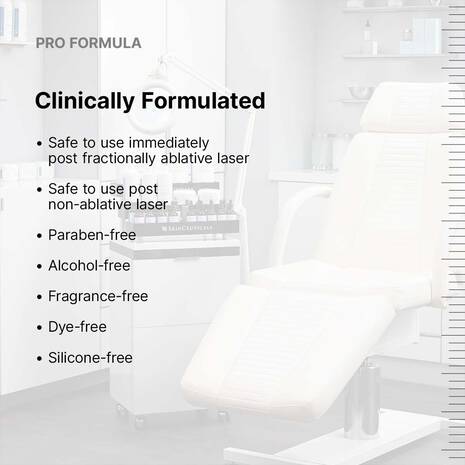 PRO FORMULA
Clinically Formulated
• Safe to use immediately
post fractionally ablative laser
• Safe to use post
non-ablative laser
• Paraben-free
• Alcohol-free
• Fragrance-free
• Dye-free
• Silicone-free
SKINCEUTICALS